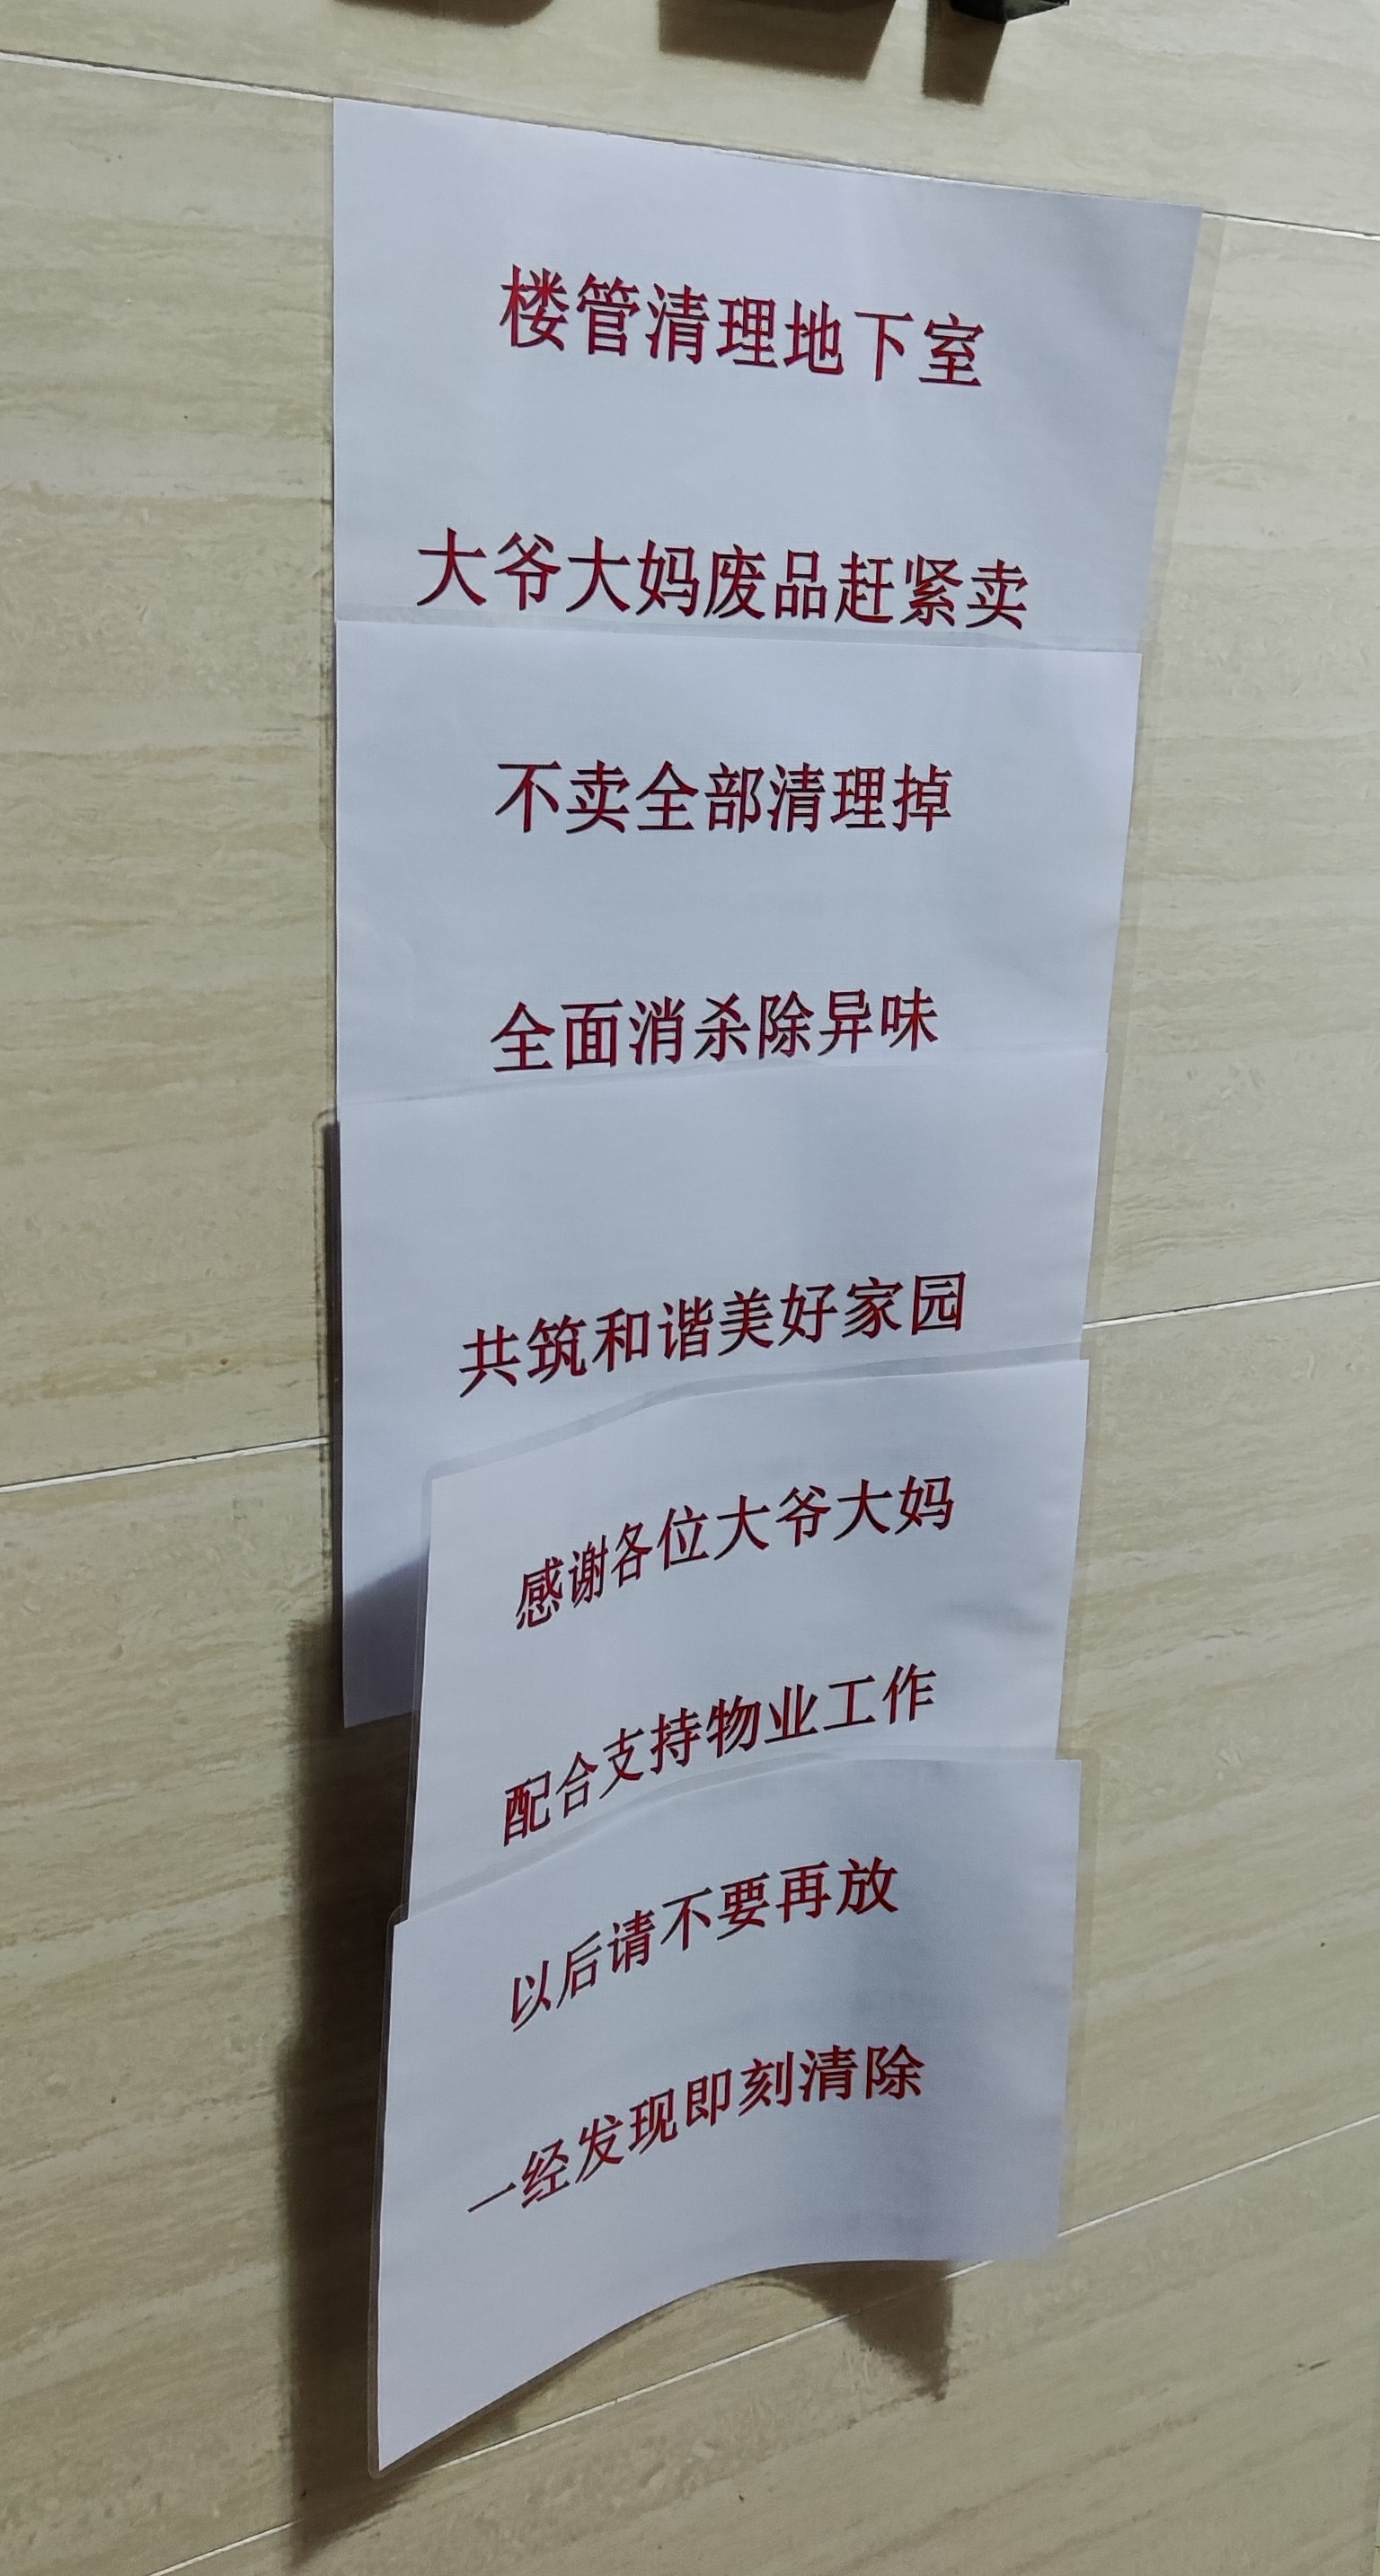 楼管清理地下室
大爷大妈废品赶紧卖
不卖全部清理掉
全面消杀除异味
共筑和谐美好家园
感谢各位大爷大妈
配合支持物业工作
以后请不要再放
一经发现即刻清除